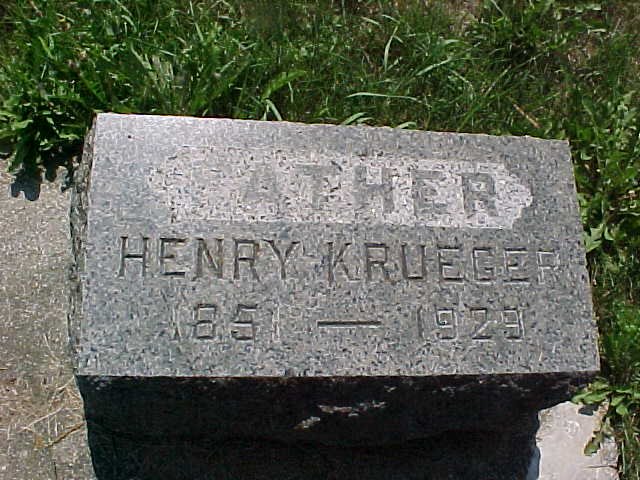 FATHER
HENRY KRUEGER
1851 — 1929